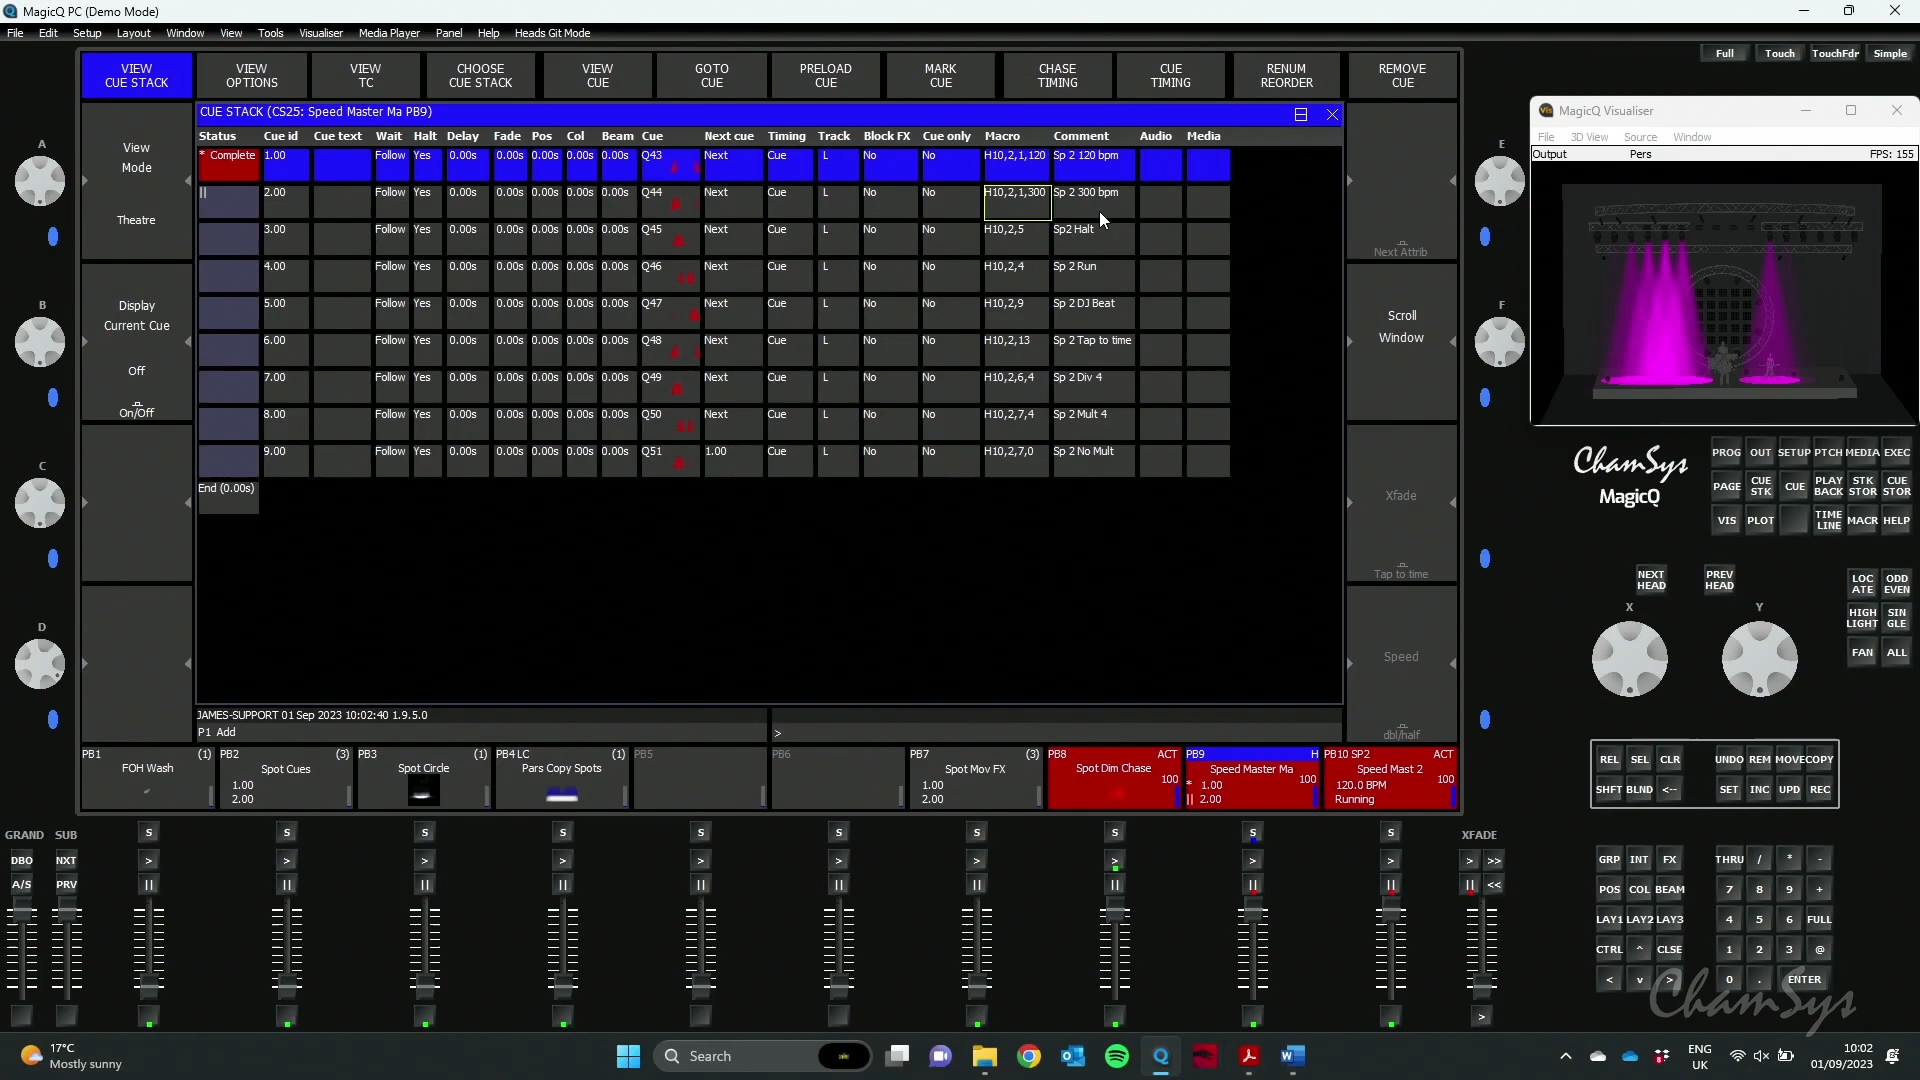 MagicQ PC (Demo Mode)
File Edit Setup Layout Window View Tools Visualiser Media Player Panel Help Heads Git Mode
Full Touch TouchFdr Simple
VIEW CUE STACK
VIEW OPTIONS
VIEW TC
CHOOSE CUE STACK
VIEW CUE
GOTO CUE
PRELOAD CUE
MARK CUE
CHASE TIMING
CUE TIMING
RENUM REORDER
REMOVE CUE
CUE STACK (CS25: Speed Master Ma PB9)
Status Cue id Cue text Wait Halt Delay Fade Pos Col Beam Cue Next cue Timing Track Block FX Cue only Macro Comment Audio Media
* Complete 1.00 Follow Yes 0.00s 0.00s 0.00s 0.00s 0.00s Q43 Next Cue L No No H10,2,1,120 Sp 2 120 bpm
|| 2.00 Follow Yes 0.00s 0.00s 0.00s 0.00s 0.00s Q44 Next Cue L No No H10,2,1,300 Sp 2 300 bpm
3.00 Follow Yes 0.00s 0.00s 0.00s 0.00s 0.00s Q45 Next Cue L No No H10,2,5 Sp2 Halt
4.00 Follow Yes 0.00s 0.00s 0.00s 0.00s 0.00s Q46 Next Cue L No No H10,2,4 Sp 2 Run
5.00 Follow Yes 0.00s 0.00s 0.00s 0.00s 0.00s Q47 Next Cue L No No H10,2,9 Sp 2 DJ Beat
6.00 Follow Yes 0.00s 0.00s 0.00s 0.00s 0.00s Q48 Next Cue L No No H10,2,13 Sp 2 Tap to time
7.00 Follow Yes 0.00s 0.00s 0.00s 0.00s 0.00s Q49 Next Cue L No No H10,2,6,4 Sp 2 Div 4
8.00 Follow Yes 0.00s 0.00s 0.00s 0.00s 0.00s Q50 Next Cue L No No H10,2,7,4 Sp 2 Mult 4
9.00 Follow Yes 0.00s 0.00s 0.00s 0.00s 0.00s Q51 1.00 Cue L No No H10,2,7,0 Sp 2 No Mult
End (0.00s)
View
Mode
Theatre
Display
Current Cue
Off
On/Off
A
B
C
D
Next Attrib
Scroll
Window
Xfade
Tap to time
Speed
dbl/half
E
F
MagicQ Visualiser
File 3D View Source Window
Output Pers FPS: 155
ChamSys
MagicQ
PROG OUT SETUP PTCH MEDIA EXEC
PAGE CUE STK CUE PLAY BACK STK STOR CUE STOR
VIS PLOT TIME LINE MACR HELP
NEXT HEAD PREV HEAD
LOC ATE ODD EVEN
HIGH LIGHT SIN GLE
FAN ALL
X Y
JAMES-SUPPORT 01 Sep 2023 10:02:40 1.9.5.0
P1 Add
>
PB1 (1)
FOH Wash
PB2 (3)
Spot Cues
1.00
2.00
PB3 (1)
Spot Circle
PB4 LC (1)
Pars Copy Spots
PB5
PB6
PB7 (3)
Spot Mov FX
1.00
2.00
PB8 ACT
Spot Dim Chase
100
PB9 H
Speed Master Ma
* 1.00 100
|| 2.00
PB10 SP2 ACT
Speed Mast 2
120.0 BPM 100
Running
REL SEL CLR UNDO REM MOVE COPY
SHFT BLND <-- SET INC UPD REC
GRAND SUB
S S S S S S S S S S
XFADE
DBO NXT > > > > > > > > > > > >>
A/S PRV || || || || || || || || || || || <<
>
GRP INT FX THRU / * -
POS COL BEAM 7 8 9 +
LAY1 LAY2 LAY3 4 5 6 FULL
CTRL ^ CLSE 1 2 3 @
< v > 0 . ENTER
ChamSys
17°C
Mostly sunny
Search
ENG
UK
10:02
01/09/2023